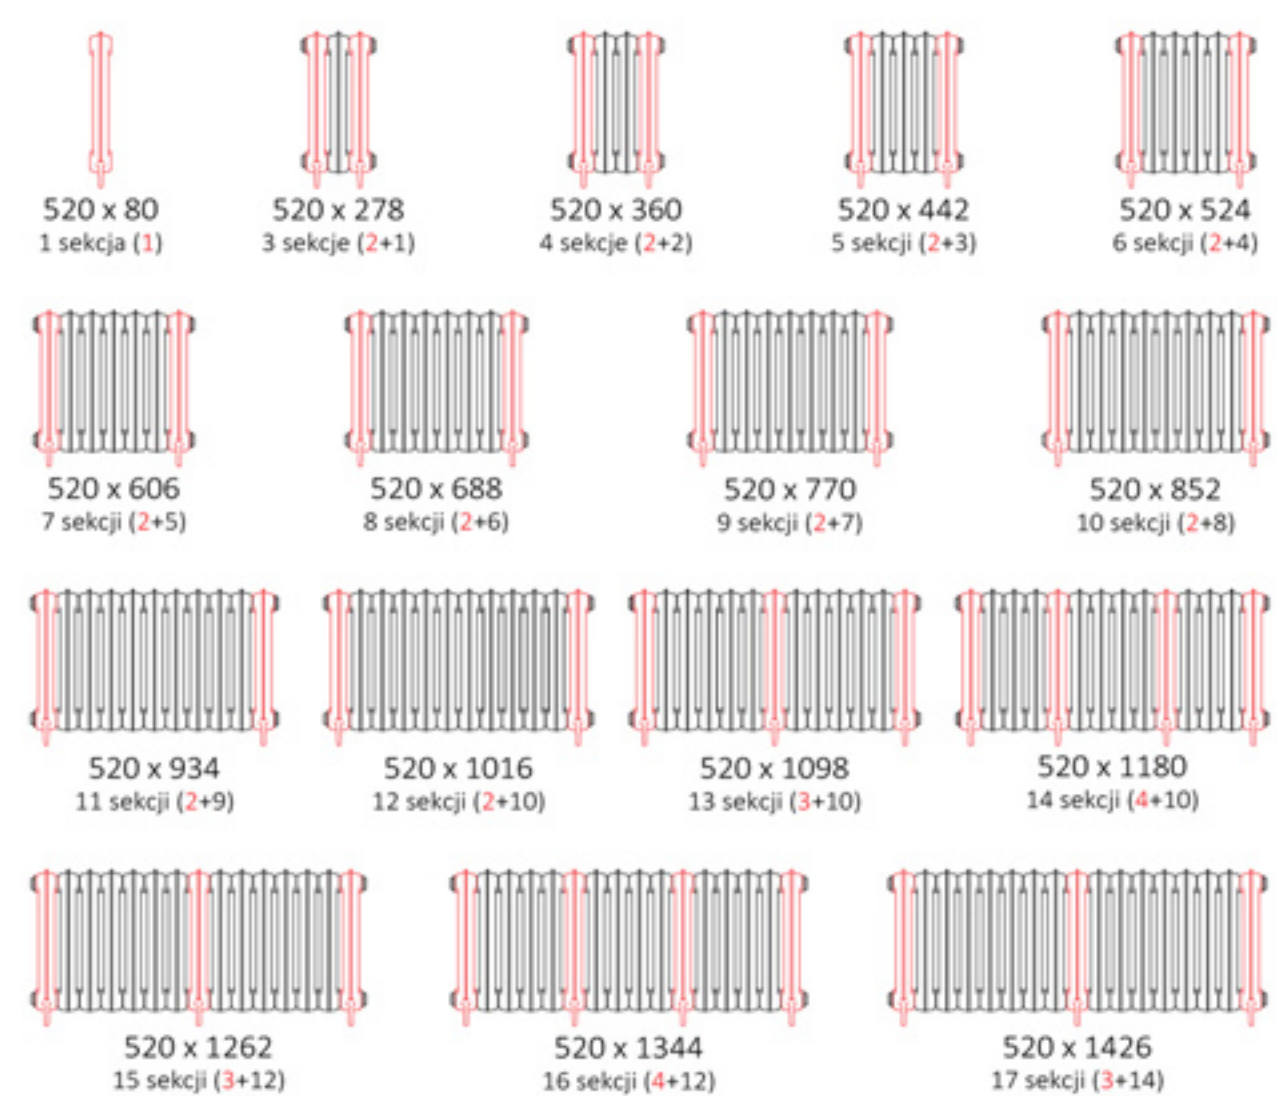 520 x 80
1 sekcja (1)
520 x 278
3 sekcje (2+1)
520 x 360
4 sekcje (2+2)
520 x 442
5 sekcji (2+3)
520 x 524
6 sekcji (2+4)
520 x 606
7 sekcji (2+5)
520 x 688
8 sekcji (2+6)
520 x 770
9 sekcji (2+7)
520 x 852
10 sekcji (2+8)
520 x 934
11 sekcji (2+9)
520 x 1016
12 sekcji (2+10)
520 x 1098
13 sekcji (3+10)
520 x 1180
14 sekcji (4+10)
520 x 1262
15 sekcji (3+12)
520 x 1344
16 sekcji (4+12)
520 x 1426
17 sekcji (3+14)